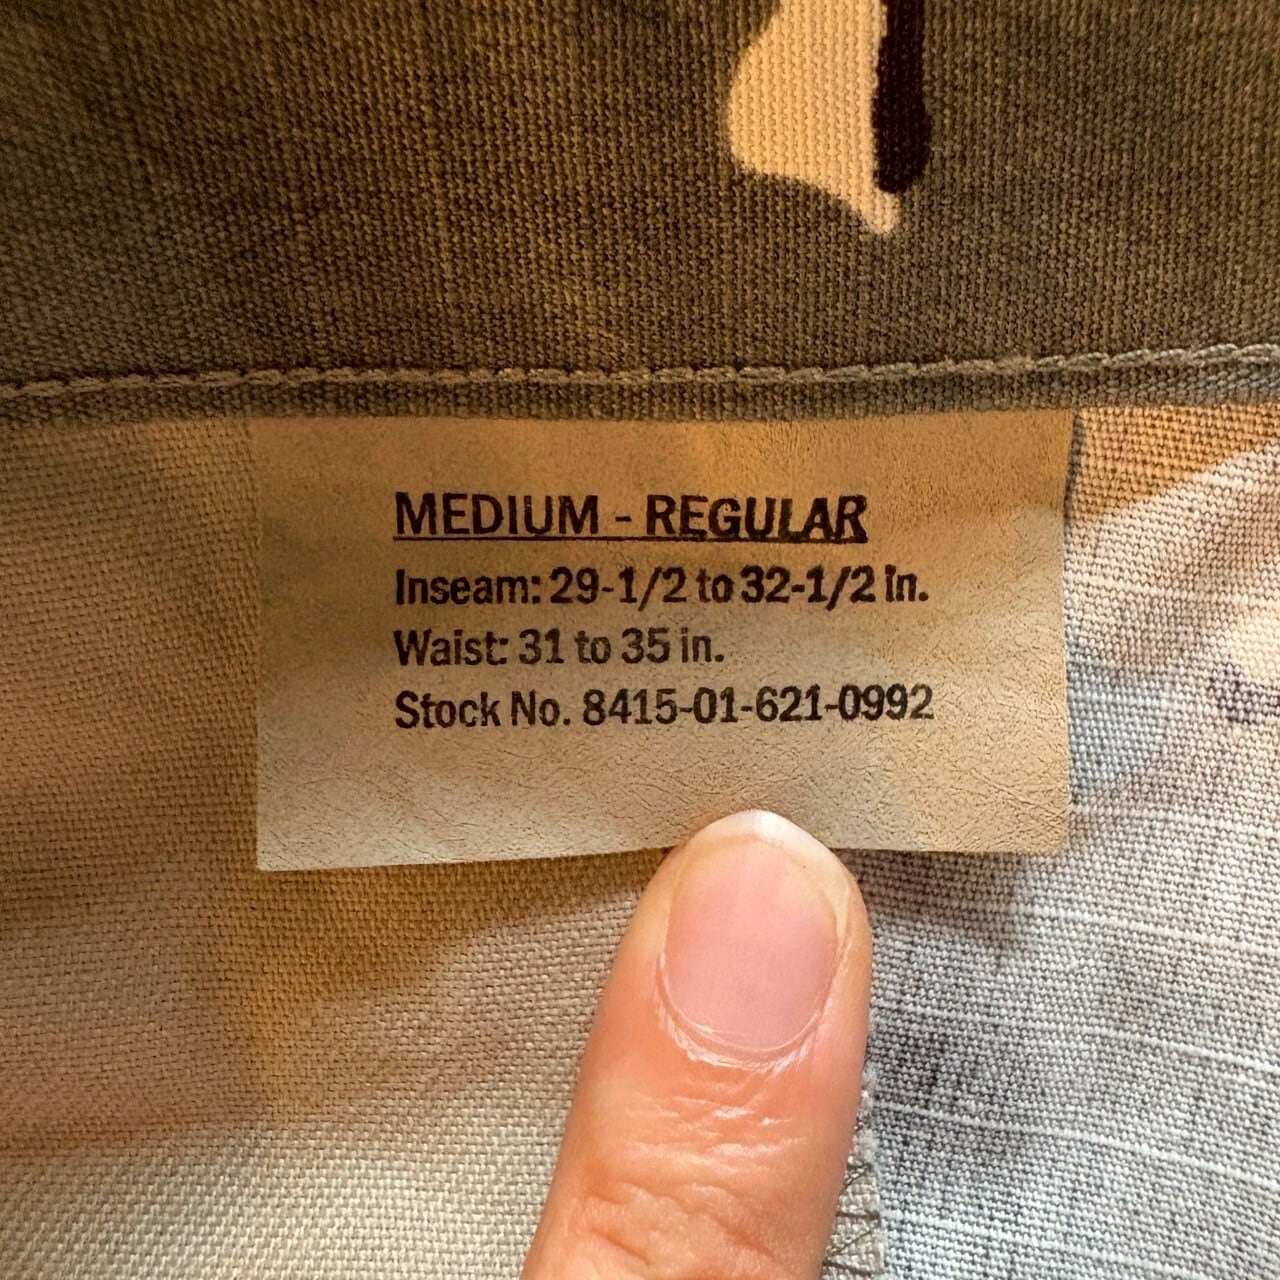 MEDIUM - REGULAR
Inseam: 29-1/2 to 32-1/2 in.
Waist: 31 to 35 in.
Stock No. 8415-01-621-0992